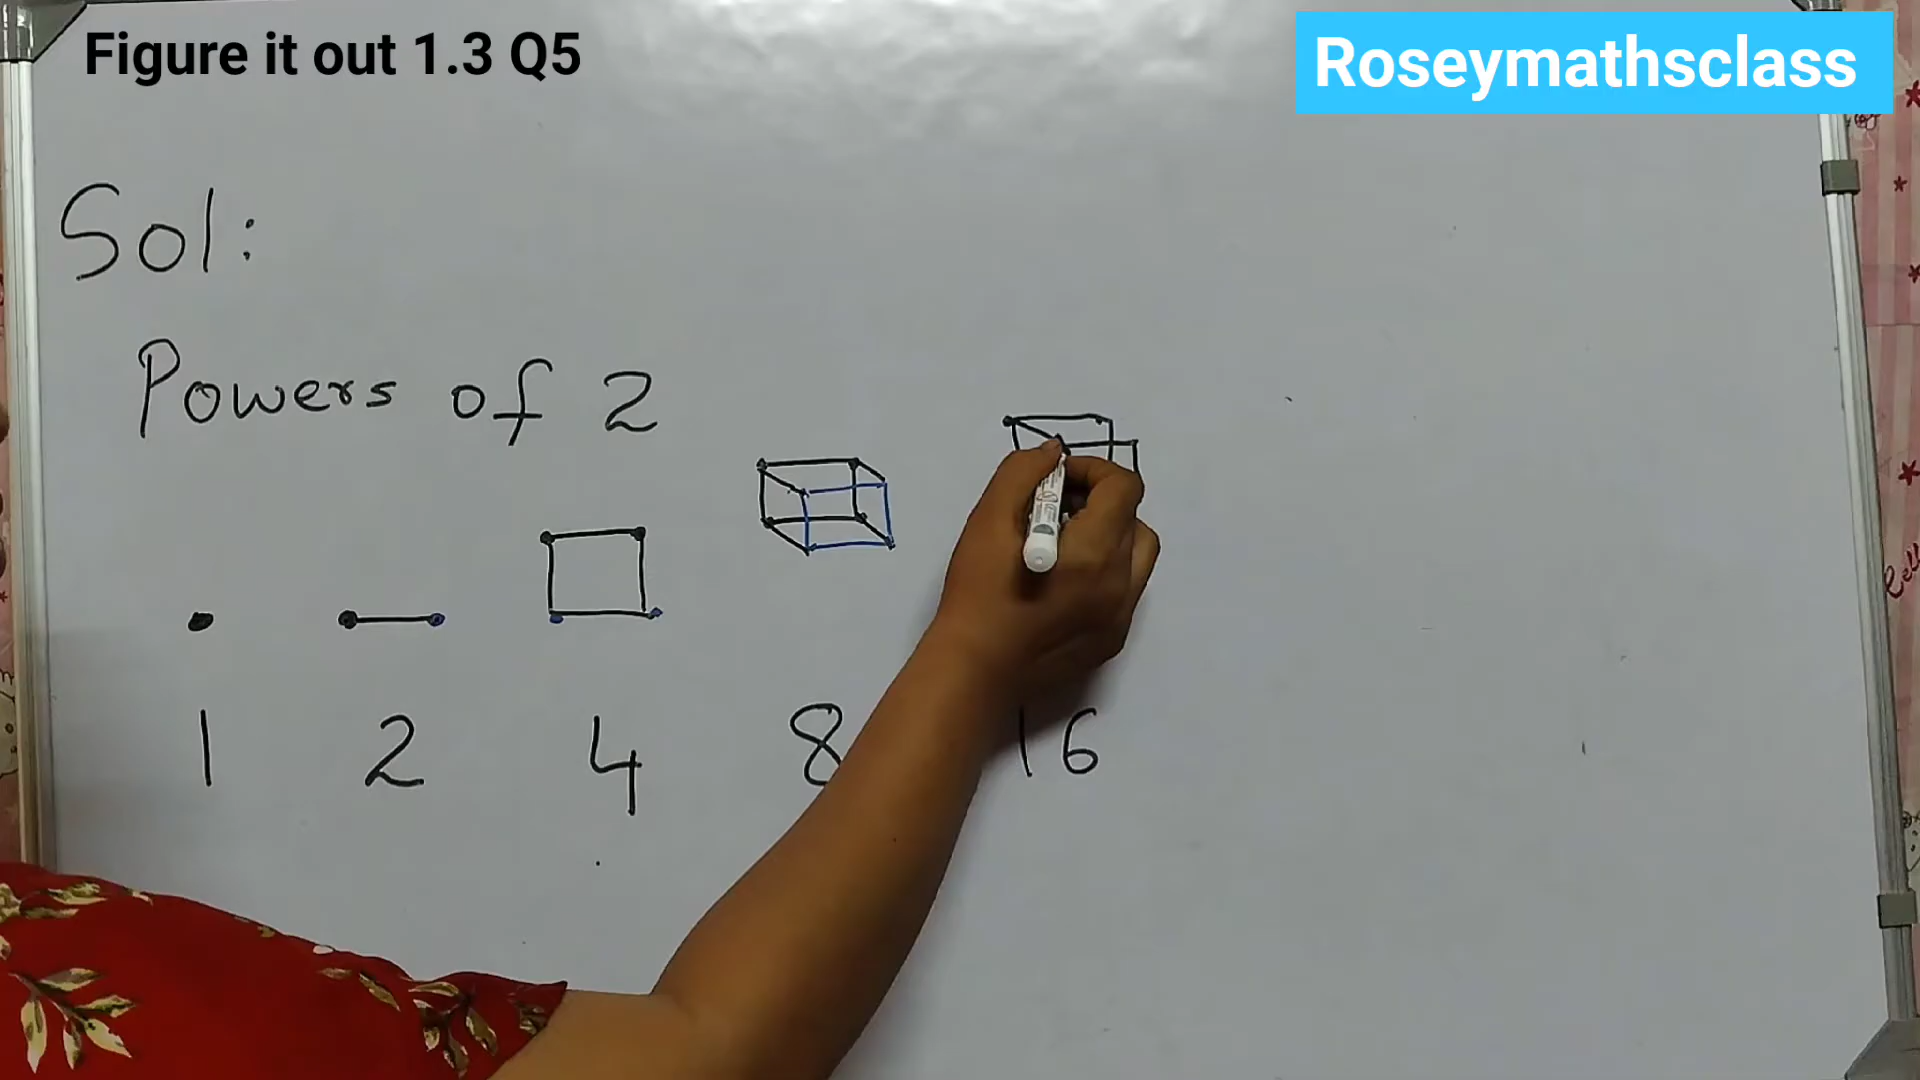 Figure it out 1.3 Q5
Roseymathsclass
Sol:
Powers of 2
1 2 4 8 16